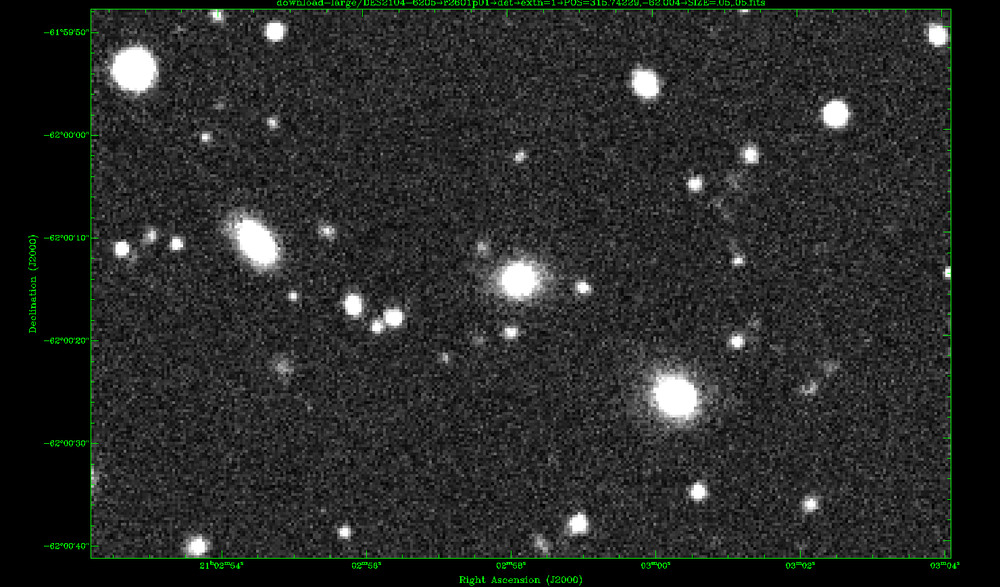 download-large/DES2104-6205→r2601p01→det→extn=1→POS=315.74229,-62.004→SIZE=.05,.05.fits
-61°59'50"
-62°00'00"
-62°00'10"
-62°00'20"
-62°00'30"
-62°00'40"
Declination (J2000)
21ʰ02ᵐ54ˢ 02ᵐ56ˢ 02ᵐ58ˢ 03ᵐ00ˢ 03ᵐ02ˢ 03ᵐ04ˢ
Right Ascension (J2000)